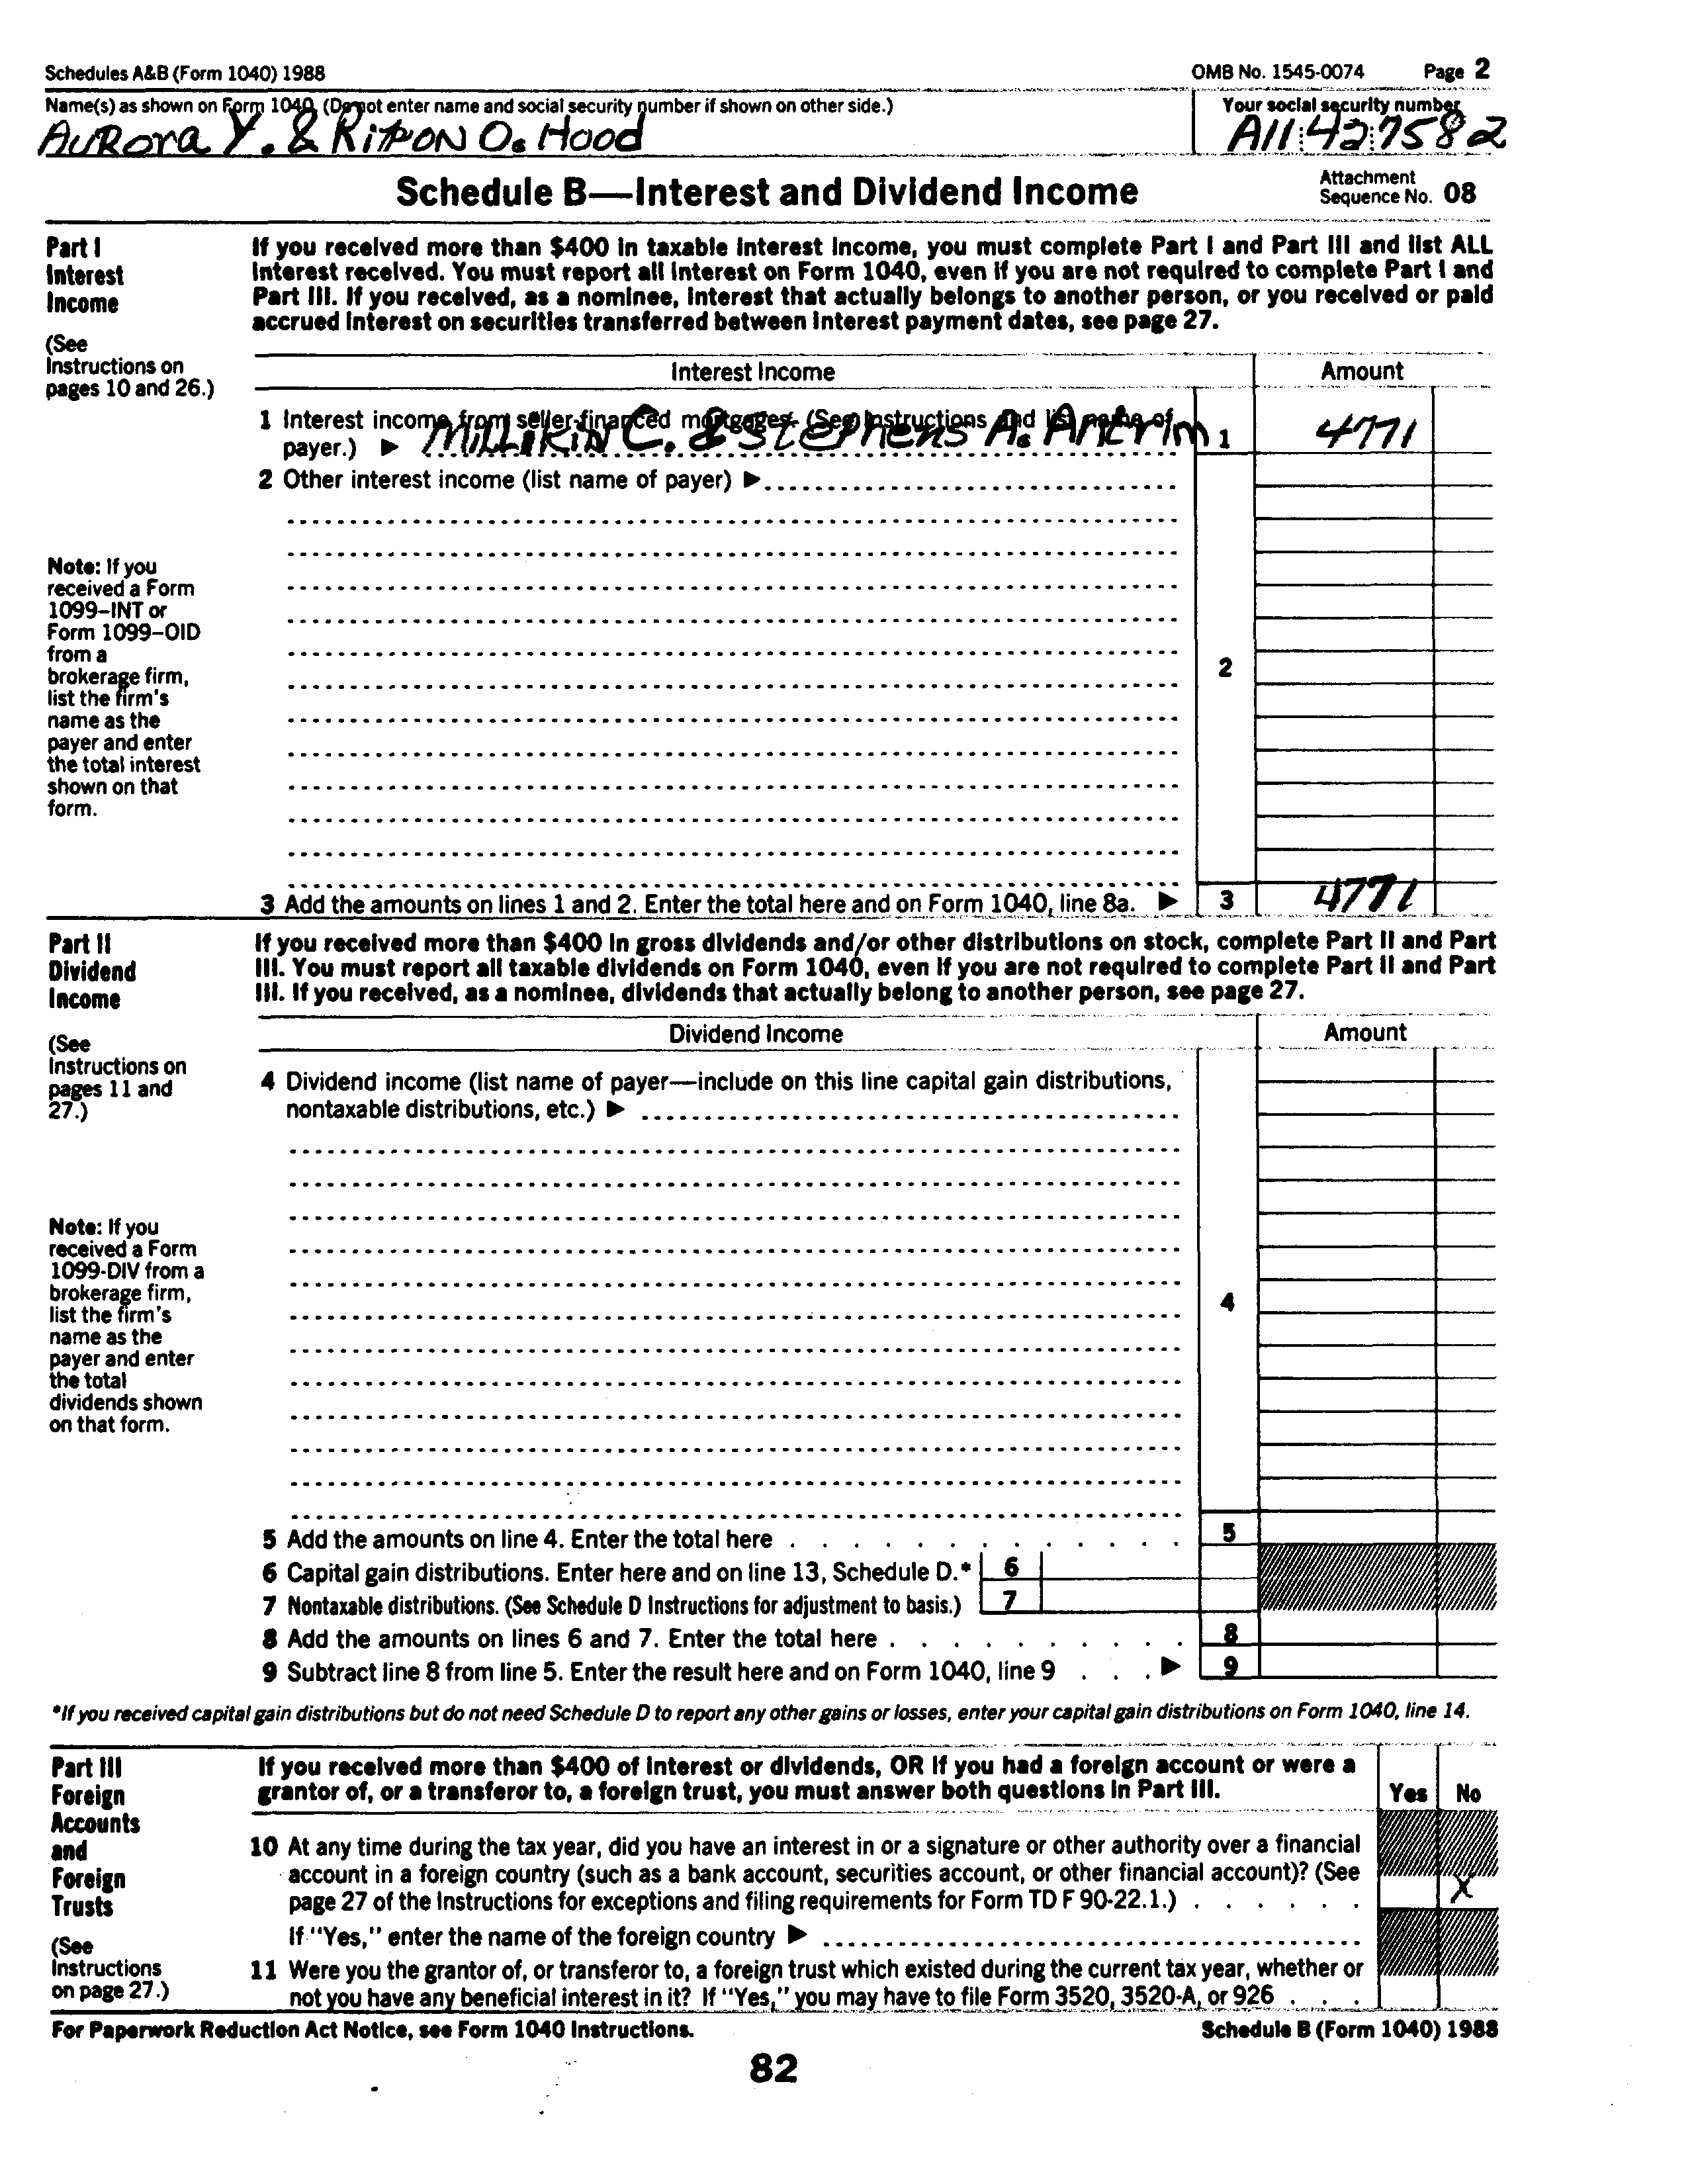 Schedules A&B (Form 1040) 1988 OMB No. 1545-0074 Page 2
Name(s) as shown on Form 1040. (Do not enter name and social security number if shown on other side.) Your social security number
Aurora Y. & Ripon O. Hood A11 42 7582
Schedule B—Interest and Dividend Income Attachment Sequence No. 08
Part I Interest Income
(See Instructions on pages 10 and 26.)
If you received more than $400 in taxable interest income, you must complete Part I and Part III and list ALL
interest received. You must report all interest on Form 1040, even if you are not required to complete Part I and
Part III. If you received, as a nominee, interest that actually belongs to another person, or you received or paid
accrued interest on securities transferred between interest payment dates, see page 27.
Interest Income Amount
1 Interest income from seller-financed mortgages. (See Instructions and list name of
payer.) ▶ Millikin C. & Stephens A. Antrim 1 4771
2 Other interest income (list name of payer) ▶
Note: If you
received a Form
1099–INT or
Form 1099–OID
from a
brokerage firm,
list the firm's
name as the
payer and enter
the total interest
shown on that
form.
2
3 Add the amounts on lines 1 and 2. Enter the total here and on Form 1040, line 8a. ▶ 3 4771
Part II Dividend Income
(See Instructions on pages 11 and 27.)
If you received more than $400 in gross dividends and/or other distributions on stock, complete Part II and Part
III. You must report all taxable dividends on Form 1040, even if you are not required to complete Part II and Part
III. If you received, as a nominee, dividends that actually belong to another person, see page 27.
Dividend Income Amount
4 Dividend income (list name of payer—include on this line capital gain distributions,
nontaxable distributions, etc.) ▶
Note: If you
received a Form
1099-DIV from a
brokerage firm,
list the firm's
name as the
payer and enter
the total
dividends shown
on that form.
4
5 Add the amounts on line 4. Enter the total here 5
6 Capital gain distributions. Enter here and on line 13, Schedule D.* 6
7 Nontaxable distributions. (See Schedule D Instructions for adjustment to basis.) 7
8 Add the amounts on lines 6 and 7. Enter the total here 8
9 Subtract line 8 from line 5. Enter the result here and on Form 1040, line 9 ▶ 9
*If you received capital gain distributions but do not need Schedule D to report any other gains or losses, enter your capital gain distributions on Form 1040, line 14.
Part III Foreign Accounts and Foreign Trusts
(See Instructions on page 27.)
If you received more than $400 of interest or dividends, OR if you had a foreign account or were a
grantor of, or a transferor to, a foreign trust, you must answer both questions in Part III. Yes No
10 At any time during the tax year, did you have an interest in or a signature or other authority over a financial
account in a foreign country (such as a bank account, securities account, or other financial account)? (See
page 27 of the Instructions for exceptions and filing requirements for Form TD F 90-22.1.) X
If "Yes," enter the name of the foreign country ▶
11 Were you the grantor of, or transferor to, a foreign trust which existed during the current tax year, whether or
not you have any beneficial interest in it? If "Yes," you may have to file Form 3520, 3520-A, or 926
For Paperwork Reduction Act Notice, see Form 1040 Instructions. Schedule B (Form 1040) 1988
82